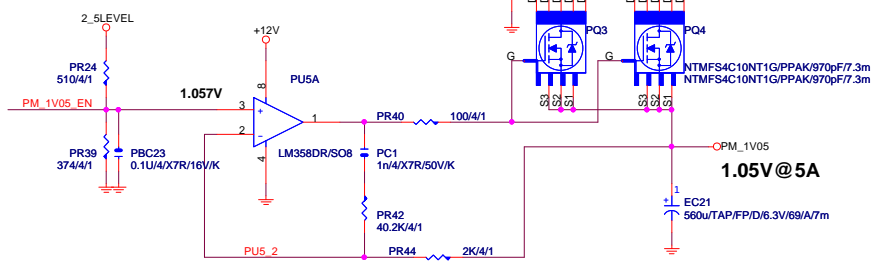 2_5LEVEL
+12V
PR24
510/4/1
PM_1V05_EN
1.057V
PR39
374/4/1
PBC23
0.1U/4/X7R/16V/K
8
PU5A
3
+
2
-
1
4
LM358DR/SO8
PR40
100/4/1
PC1
1n/4/X7R/50V/K
PR42
40.2K/4/1
PU5_2
PR44
2K/4/1
PQ3
G
S3
S2
S1
PQ4
G
NTMFS4C10NT1G/PPAK/970pF/7.3m
NTMFS4C10NT1G/PPAK/970pF/7.3m
S3
S2
S1
PM_1V05
1.05V@5A
1
+
EC21
560u/TAP/FP/D/6.3V/69/A/7m